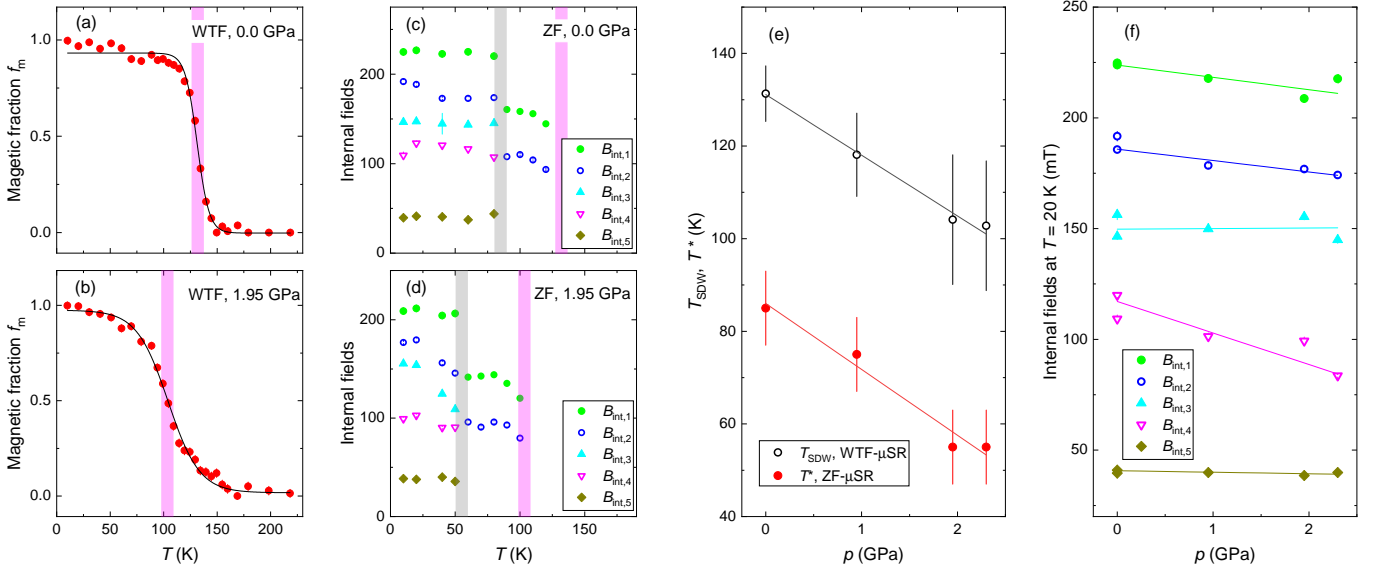 (a)
WTF, 0.0 GPa
1.0
0.5
0.0
Magetic fraction fm
(b)
WTF, 1.95 GPa
1.0
0.5
0.0
Magnetic fraction fm
0 50 100 150 200
T (K)
(c)
ZF, 0.0 GPa
200
100
0
Internal fields
Bint,1
Bint,2
Bint,3
Bint,4
Bint,5
(d)
ZF, 1.95 GPa
200
100
0
Internal fields
Bint,1
Bint,2
Bint,3
Bint,4
Bint,5
0 50 100 150
T (K)
(e)
140
120
100
80
60
40
TSDW, T* (K)
TSDW, WTF-μSR
T*, ZF-μSR
0 1 2
p (GPa)
(f)
250
200
150
100
50
Internal fields at T = 20 K (mT)
Bint,1
Bint,2
Bint,3
Bint,4
Bint,5
0 1 2
p (GPa)